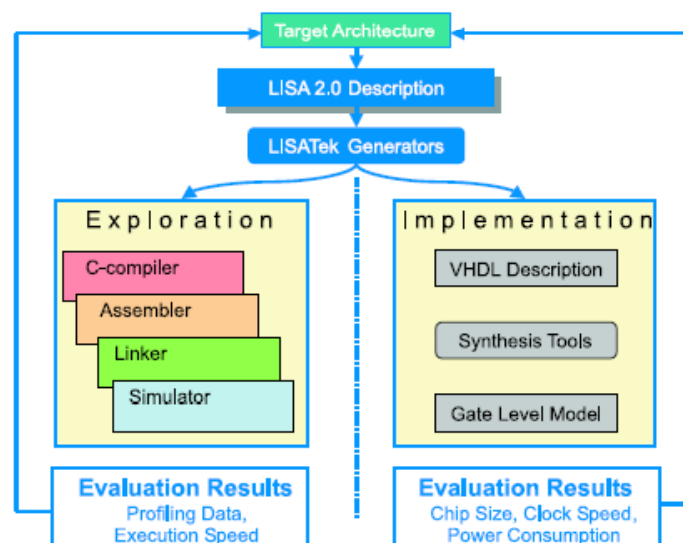 Target Architecture
LISA 2.0 Description
LISATek Generators
Exploration
C-compiler
Assembler
Linker
Simulator
Implementation
VHDL Description
Synthesis Tools
Gate Level Model
Evaluation Results
Profiling Data,
Execution Speed
Evaluation Results
Chip Size, Clock Speed,
Power Consumption